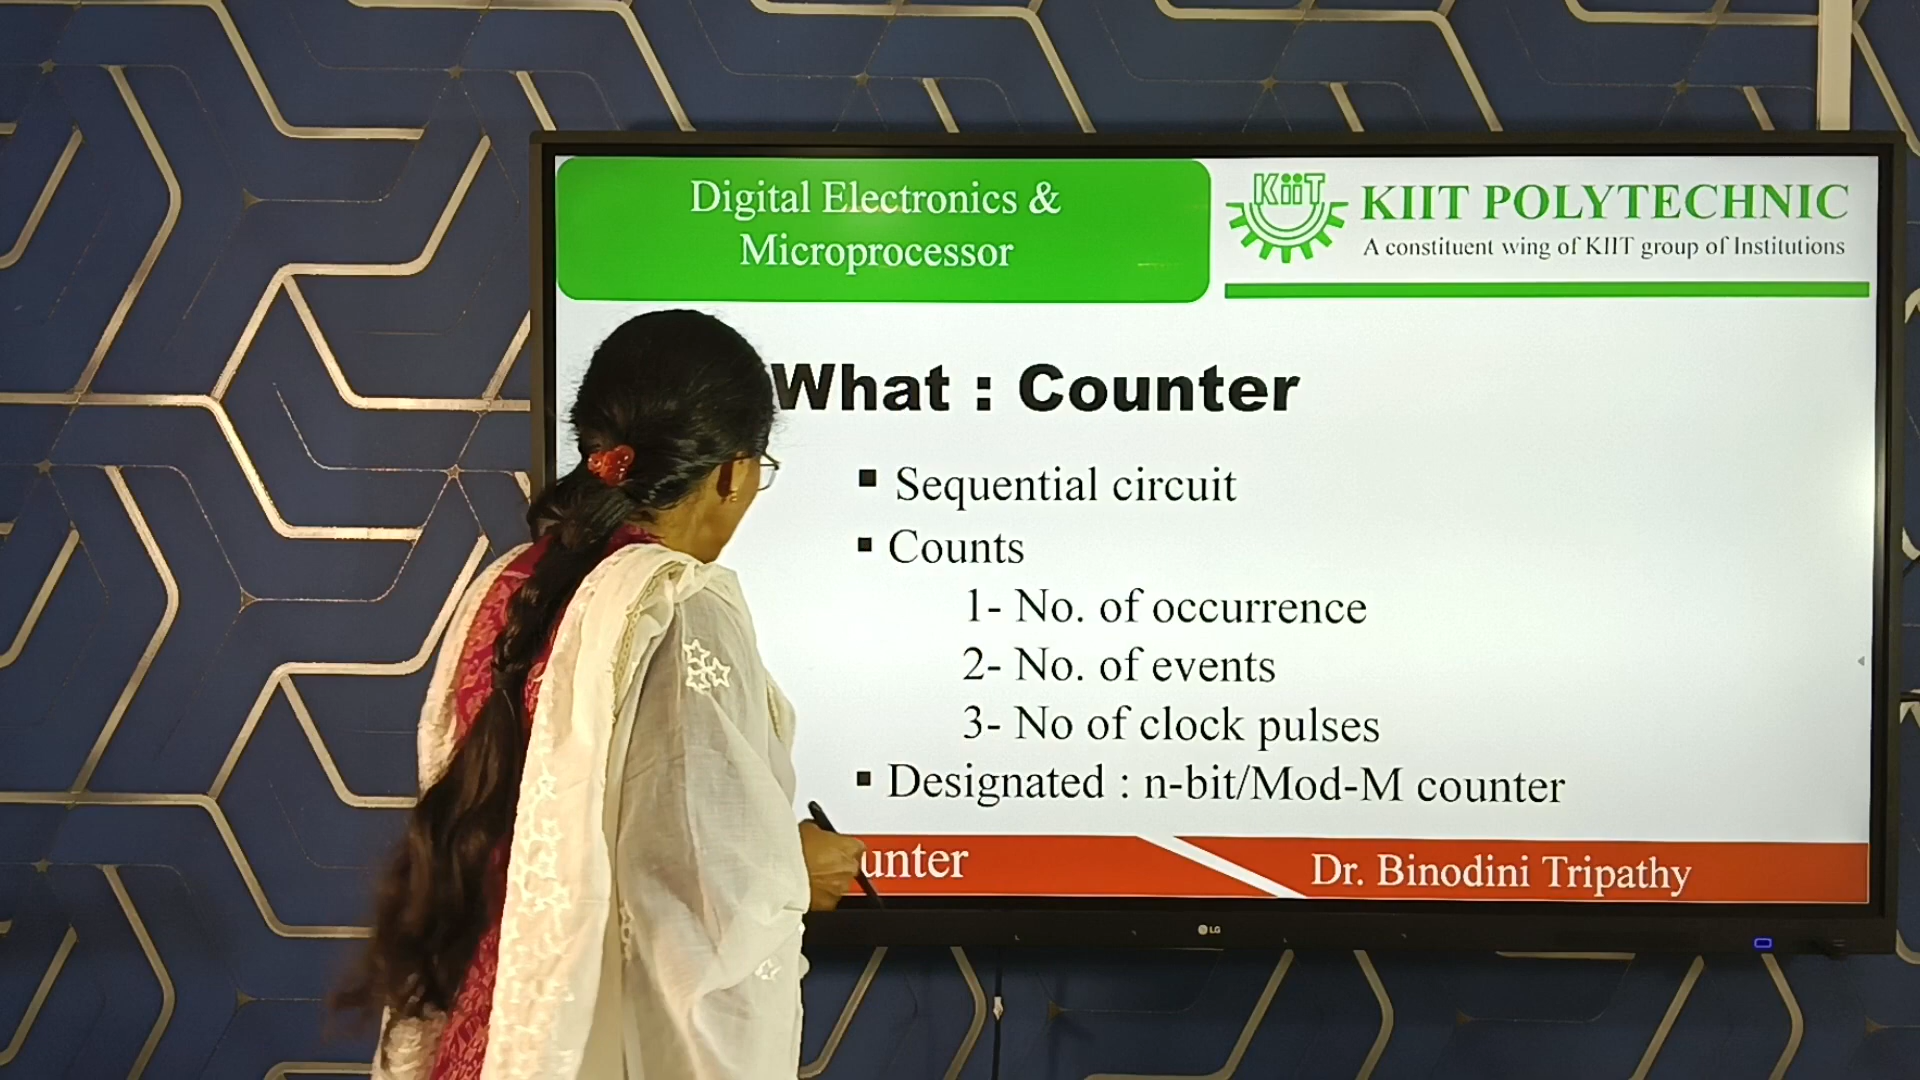 Digital Electronics &
Microprocessor
KiiT
KIIT POLYTECHNIC
A constituent wing of KIIT group of Institutions
What : Counter
▪ Sequential circuit
▪ Counts
1- No. of occurrence
2- No. of events
3- No of clock pulses
▪ Designated : n-bit/Mod-M counter
unter
Dr. Binodini Tripathy
LG